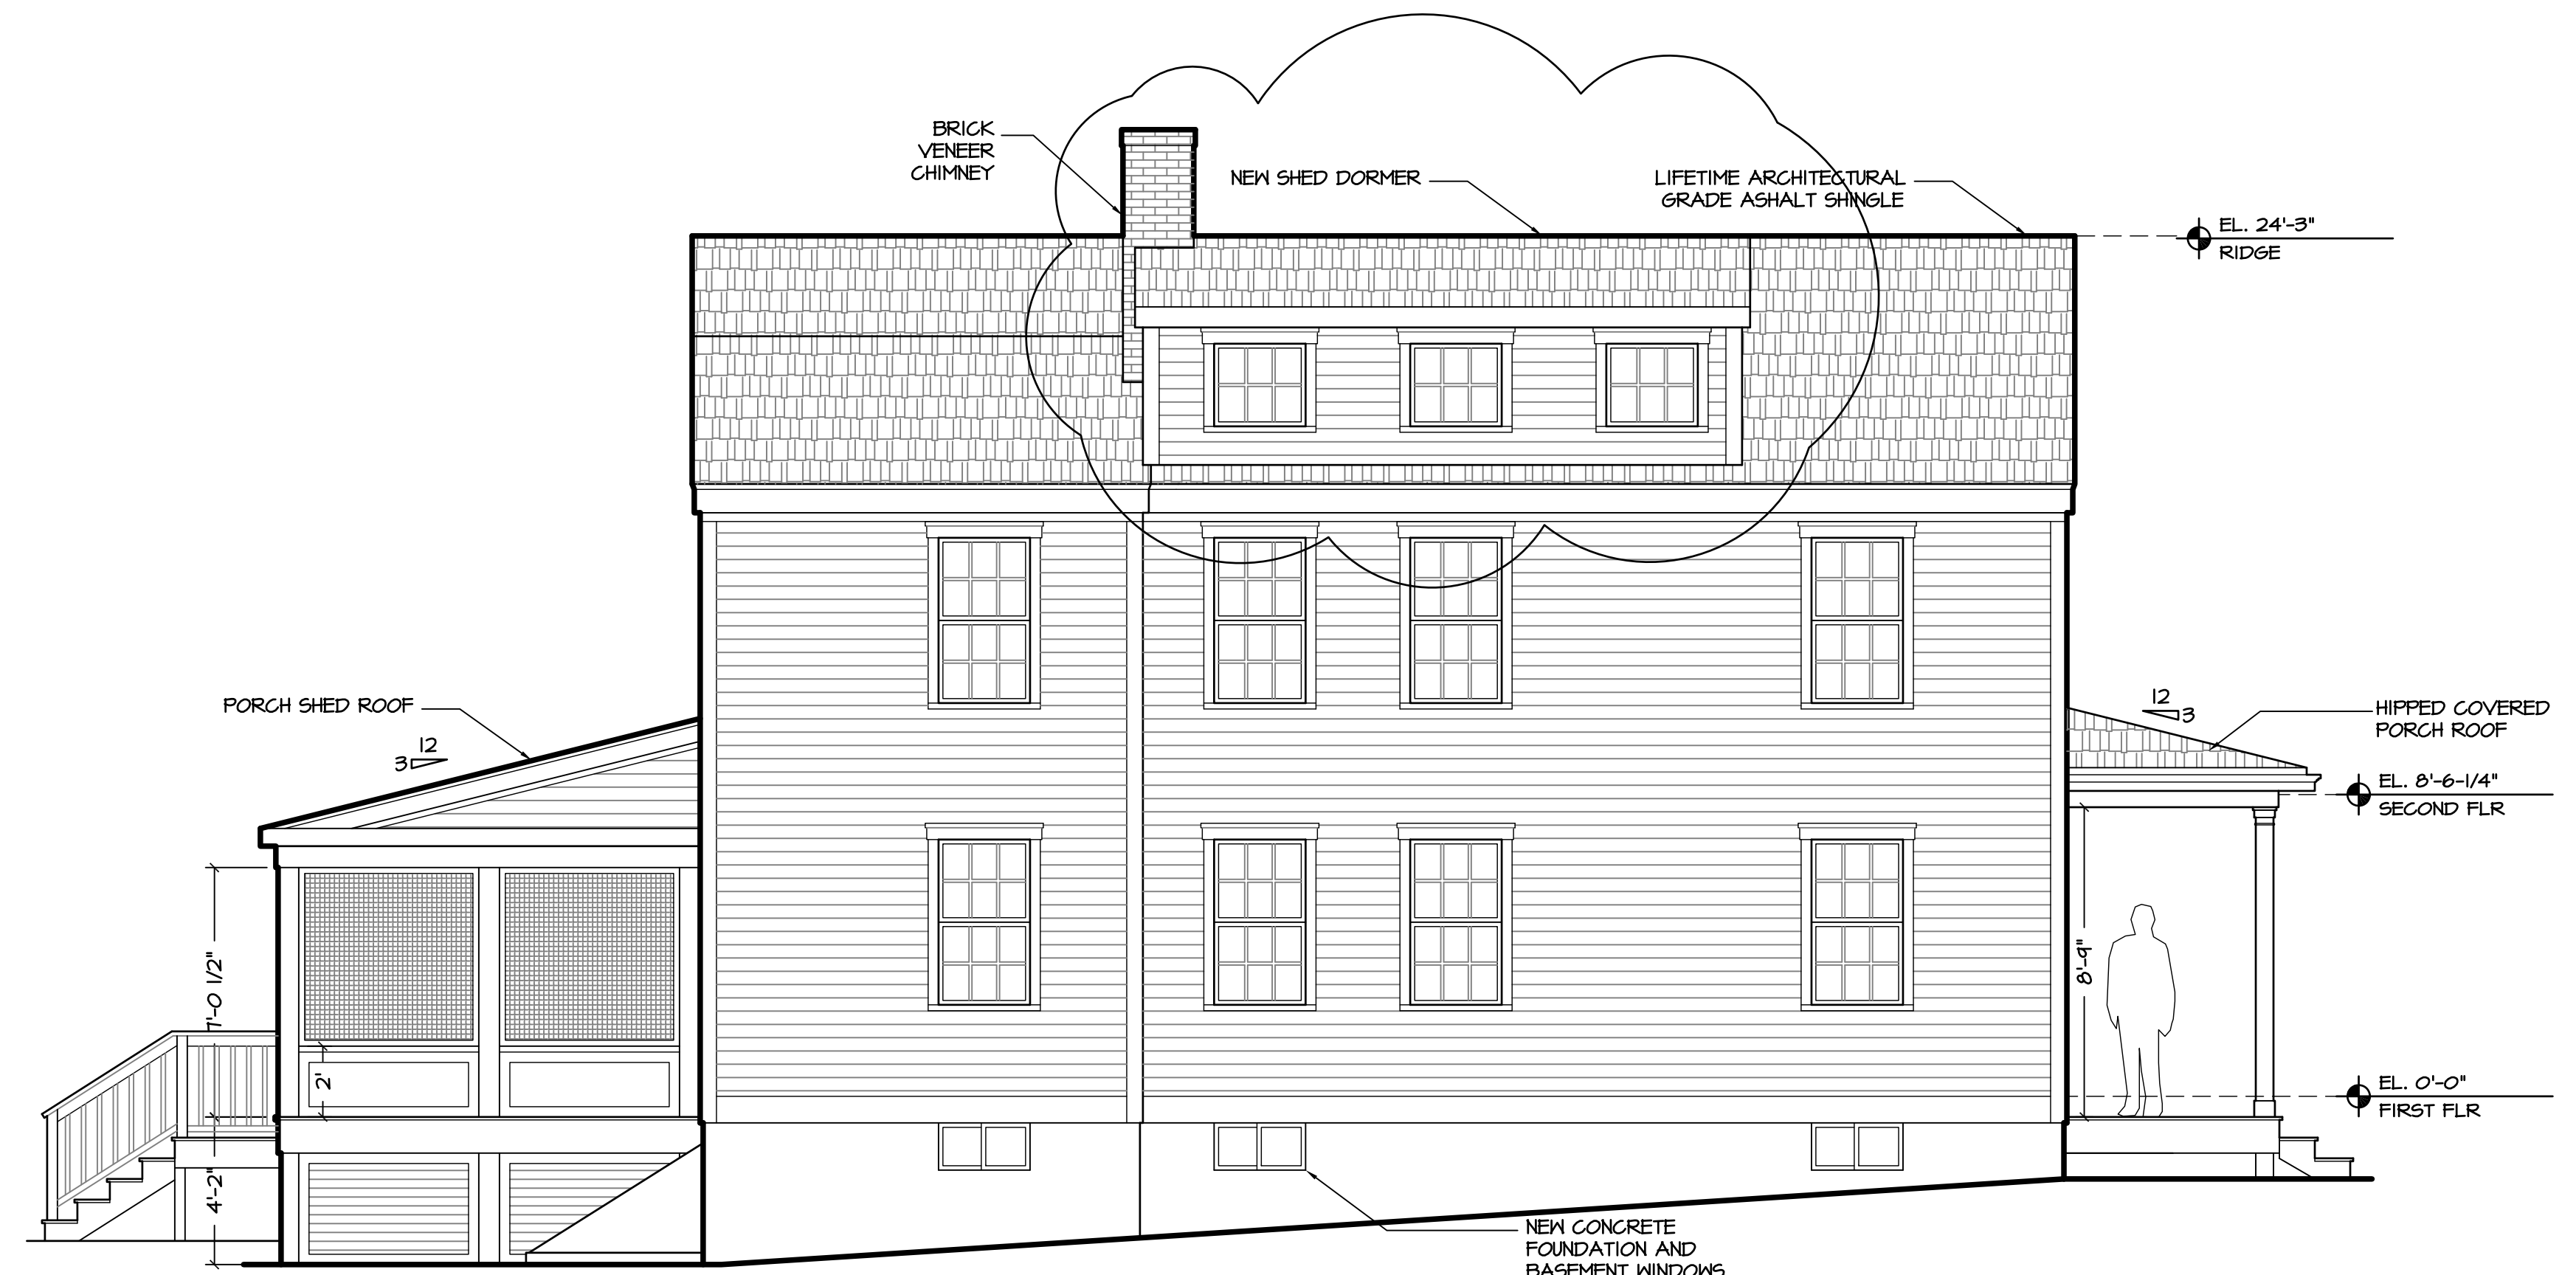 BRICK
VENEER
CHIMNEY
NEW SHED DORMER
LIFETIME ARCHITECTURAL
GRADE ASHALT SHINGLE
EL. 24'-3"
RIDGE
PORCH SHED ROOF
12
3
12
3
HIPPED COVERED
PORCH ROOF
EL. 8'-6-1/4"
SECOND FLR
7'-0 1/2"
8'-9"
2'
EL. 0'-0"
FIRST FLR
4'-2"
NEW CONCRETE
FOUNDATION AND
BASEMENT WINDOWS